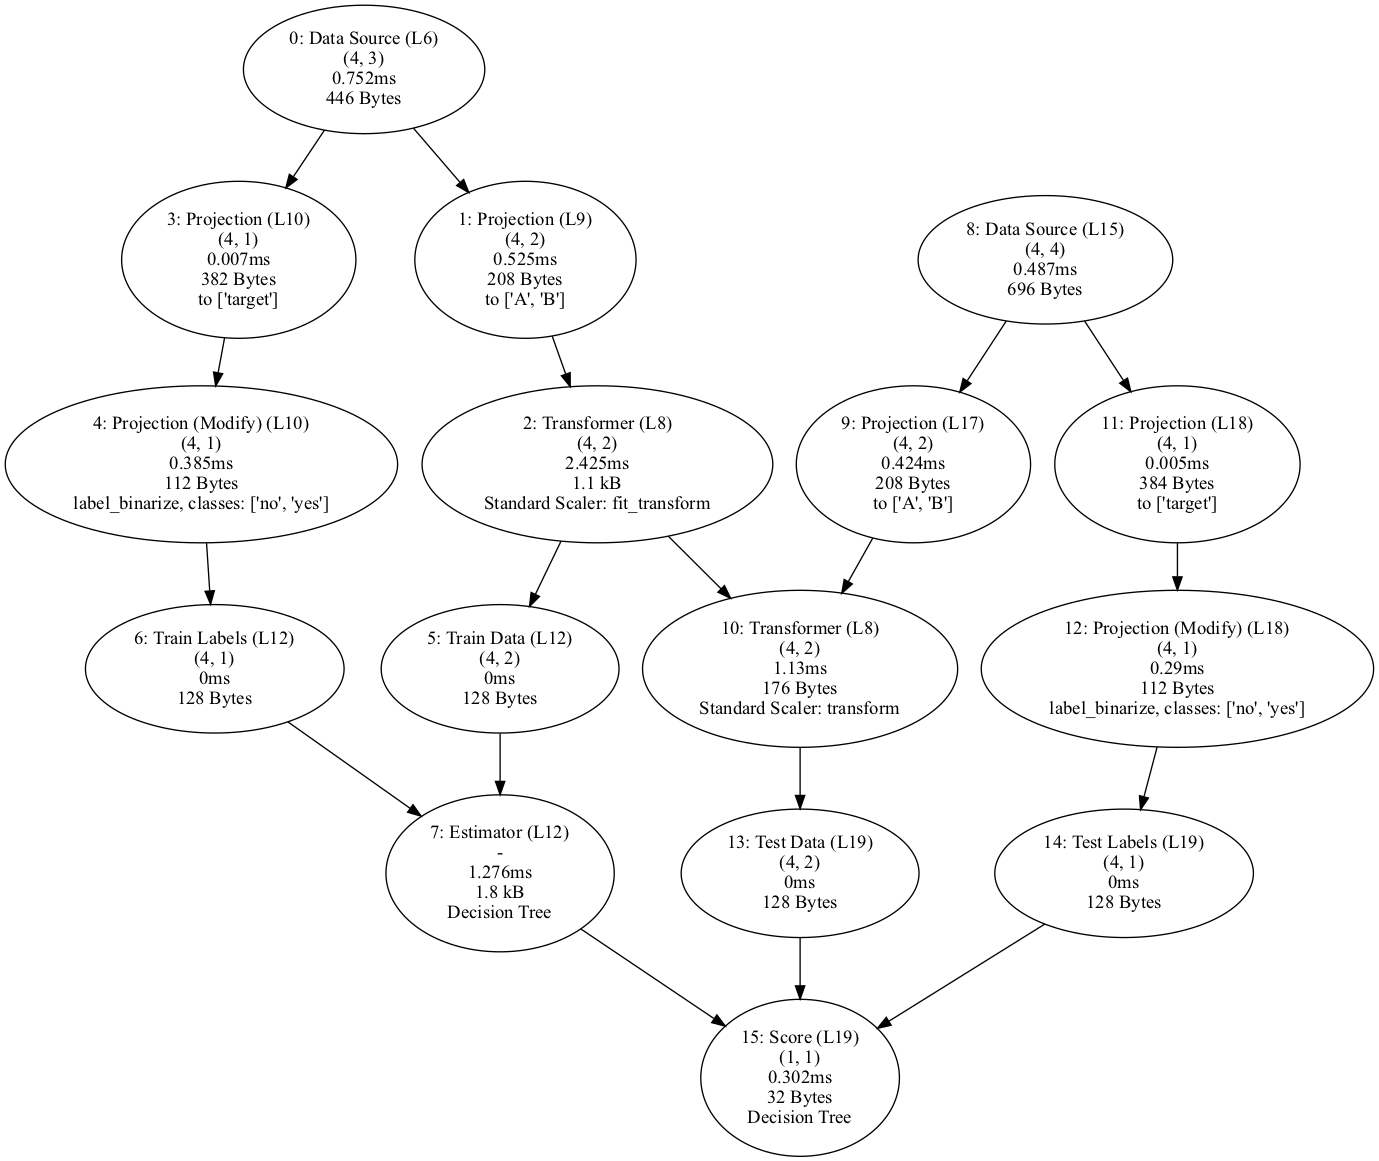 0: Data Source (L6)
(4, 3)
0.752ms
446 Bytes
3: Projection (L10)
(4, 1)
0.007ms
382 Bytes
to ['target']
1: Projection (L9)
(4, 2)
0.525ms
208 Bytes
to ['A', 'B']
8: Data Source (L15)
(4, 4)
0.487ms
696 Bytes
4: Projection (Modify) (L10)
(4, 1)
0.385ms
112 Bytes
label_binarize, classes: ['no', 'yes']
2: Transformer (L8)
(4, 2)
2.425ms
1.1 kB
Standard Scaler: fit_transform
9: Projection (L17)
(4, 2)
0.424ms
208 Bytes
to ['A', 'B']
11: Projection (L18)
(4, 1)
0.005ms
384 Bytes
to ['target']
6: Train Labels (L12)
(4, 1)
0ms
128 Bytes
5: Train Data (L12)
(4, 2)
0ms
128 Bytes
10: Transformer (L8)
(4, 2)
1.13ms
176 Bytes
Standard Scaler: transform
12: Projection (Modify) (L18)
(4, 1)
0.29ms
112 Bytes
label_binarize, classes: ['no', 'yes']
7: Estimator (L12)
-
1.276ms
1.8 kB
Decision Tree
13: Test Data (L19)
(4, 2)
0ms
128 Bytes
14: Test Labels (L19)
(4, 1)
0ms
128 Bytes
15: Score (L19)
(1, 1)
0.302ms
32 Bytes
Decision Tree